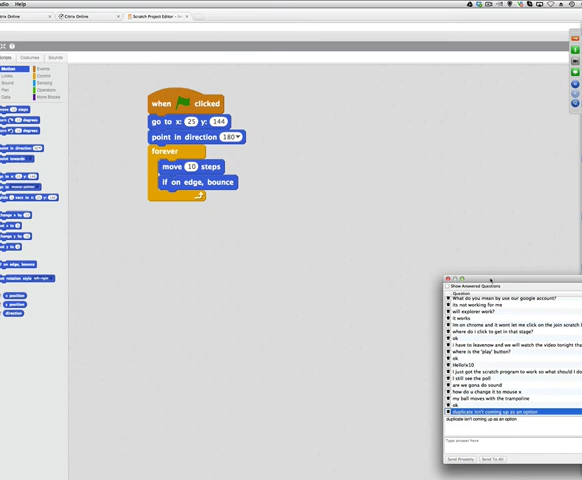 Help
Citrix Online
Citrix Online
Scratch Project Editor
Scripts
Costumes
Sounds
Motion
Events
Looks
Control
Sound
Sensing
Pen
Operators
Data
More Blocks
when clicked
go to x: 25 y: 144
point in direction 180
forever
move 10 steps
if on edge, bounce
x position
y position
direction
Show Answered Questions
Question
What do you mean by use our google account?
its not working for me
will explorer work?
it works
im on chrome and it wont let me click on the join scratch
where do i click to get in that stage?
ok
i have to leavenow and we will watch the video tonight
where is the 'play' button?
ok
Hello!x10
I just got the scratch program to work so what should I do
I still see the poll
are we gona do sound
how do u change it to mouse x
my ball moves with the trampoline
ok
duplicate isn't coming up as an option
duplicate isn't coming up as an option
Type answer here
Send Privately
Send To All